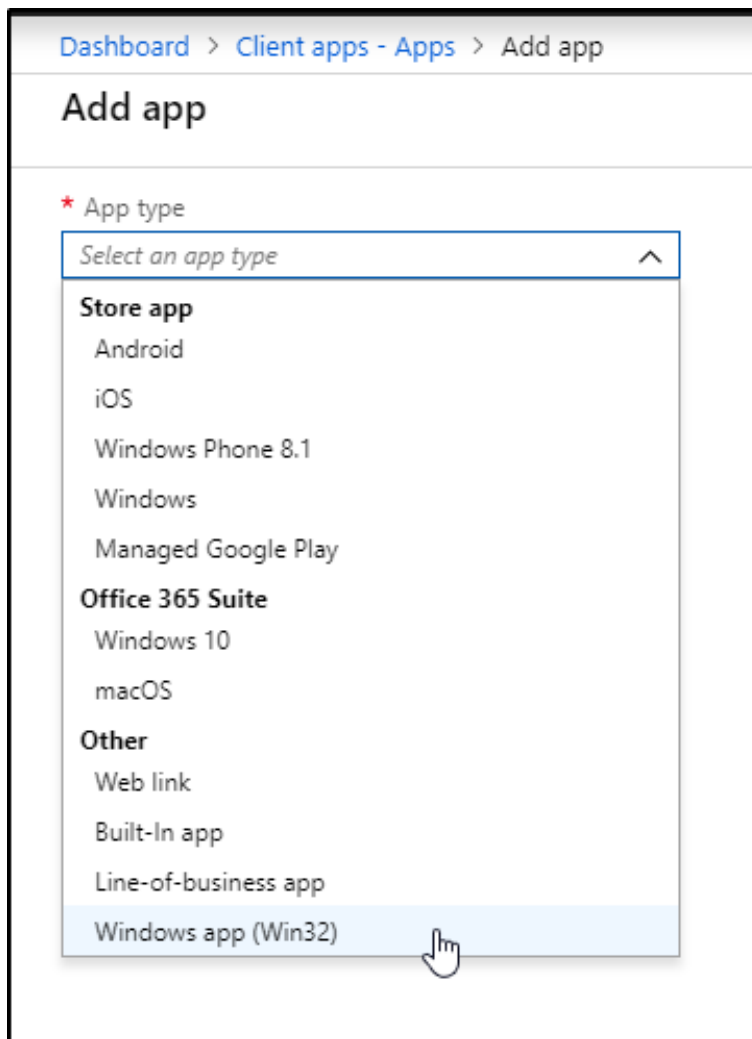 Dashboard > Client apps - Apps > Add app
Add app
* App type
Select an app type
Store app
Android
iOS
Windows Phone 8.1
Windows
Managed Google Play
Office 365 Suite
Windows 10
macOS
Other
Web link
Built-In app
Line-of-business app
Windows app (Win32)